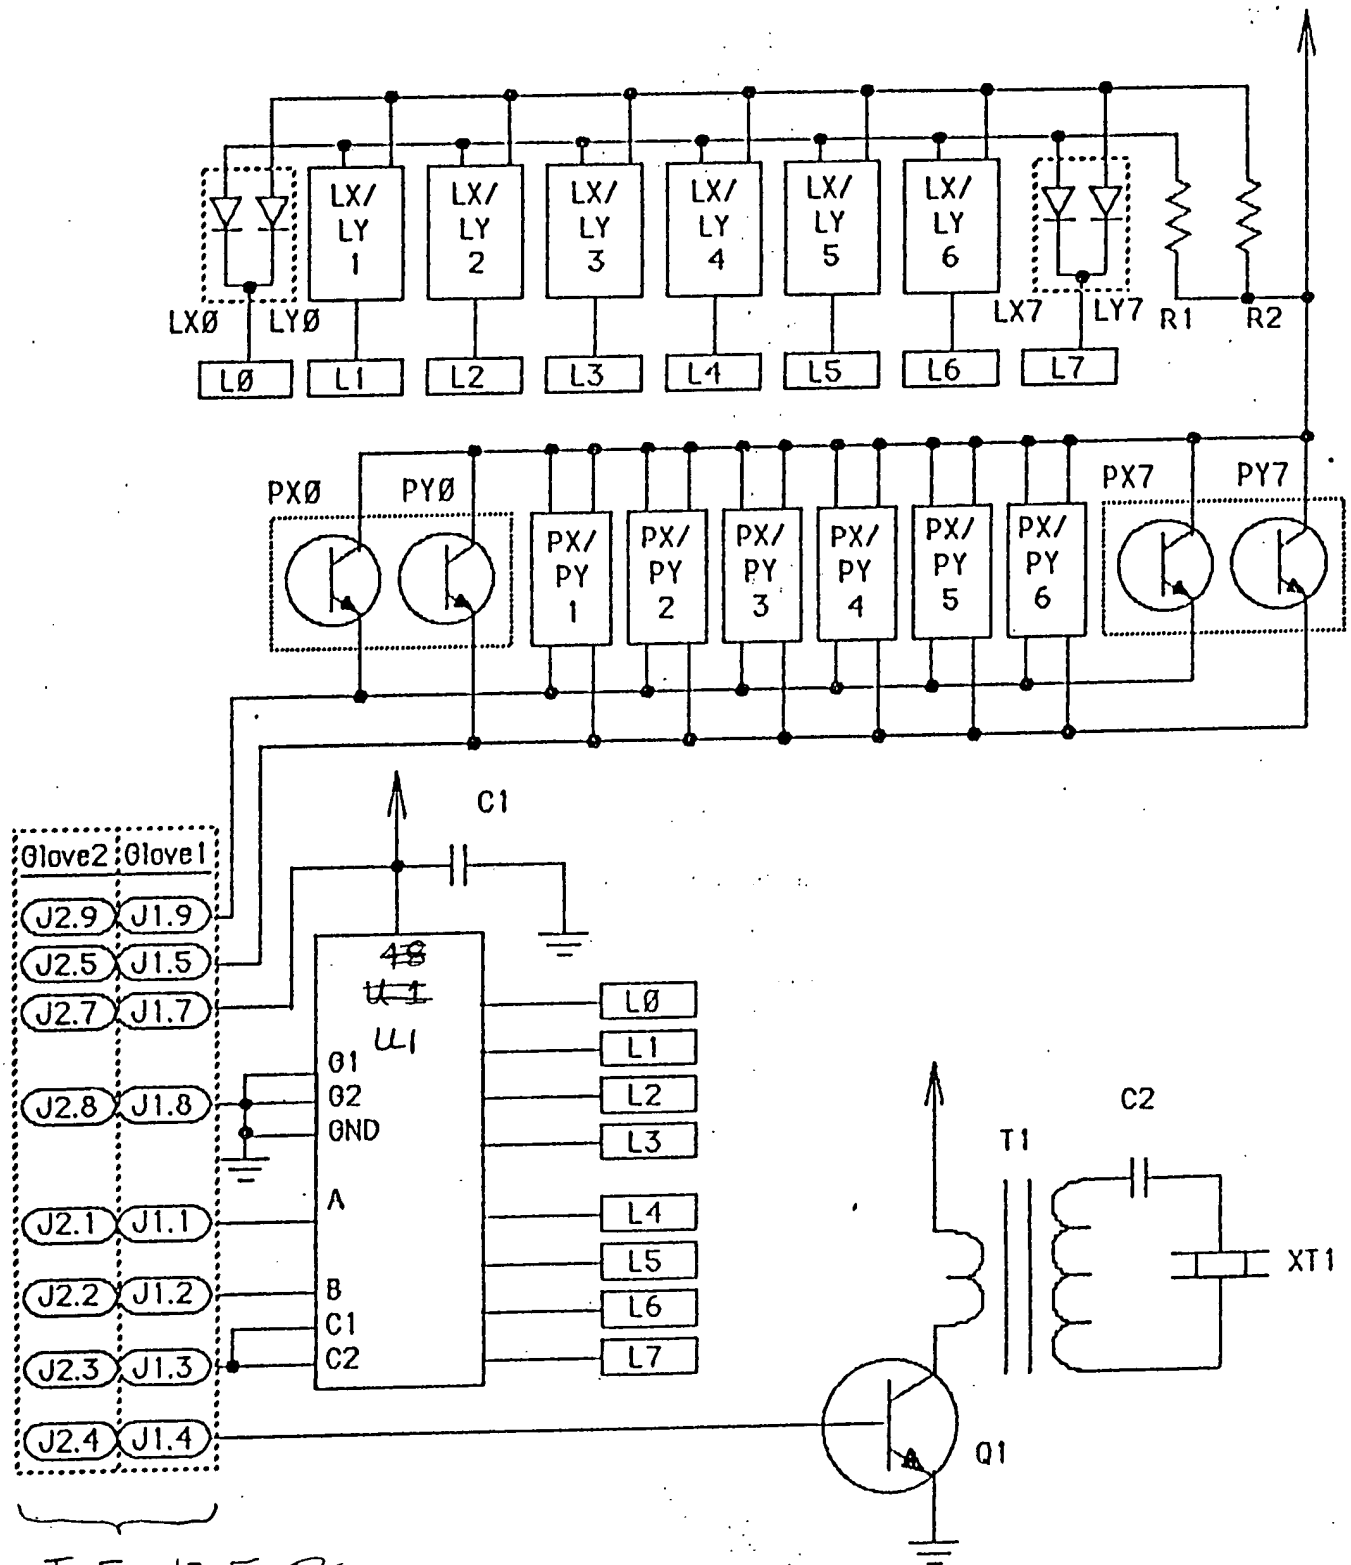 LX/ LX/ LX/ LX/ LX/ LX/
LY LY LY LY LY LY
1 2 3 4 5 6
LXØ LYØ LX7 LY7 R1 R2
LØ L1 L2 L3 L4 L5 L6 L7
PXØ PYØ PX7 PY7
PX/ PX/ PX/ PX/ PX/ PX/
PY PY PY PY PY PY
1 2 3 4 5 6
C1
Glove2 Glove1
J2.9 J1.9
J2.5 J1.5
J2.7 J1.7
48
U1
U1
LØ
L1
L2
L3
G1
G2
GND
J2.8 J1.8
A
J2.1 J1.1
L4
L5
L6
L7
B
J2.2 J1.2
C1
C2
J2.3 J1.3
J2.4 J1.4
T1
C2
XT1
Q1